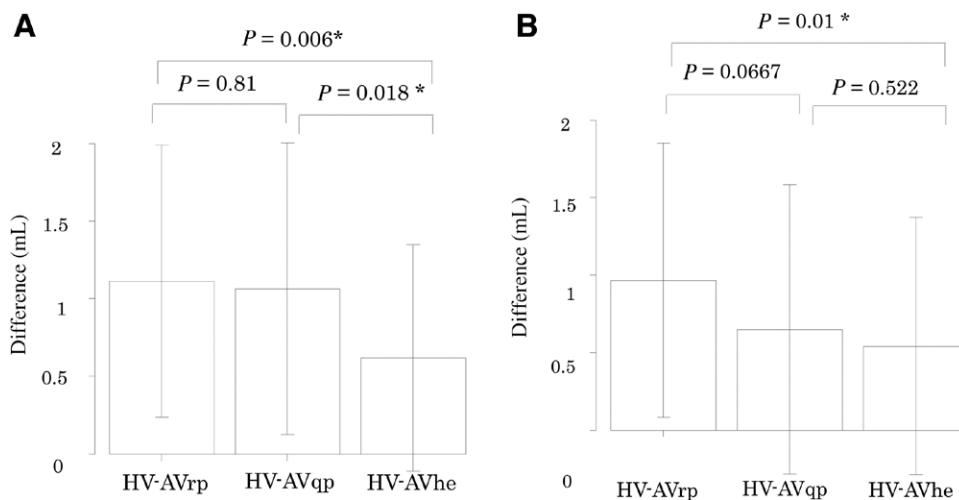 A
P = 0.006*
P = 0.81
P = 0.018 *
2
1.5
1
0.5
0
Difference (mL)
HV-AVrp
HV-AVqp
HV-AVhe
B
P = 0.01 *
P = 0.0667
P = 0.522
2
1.5
1
0.5
0
Difference (mL)
HV-AVrp
HV-AVqp
HV-AVhe